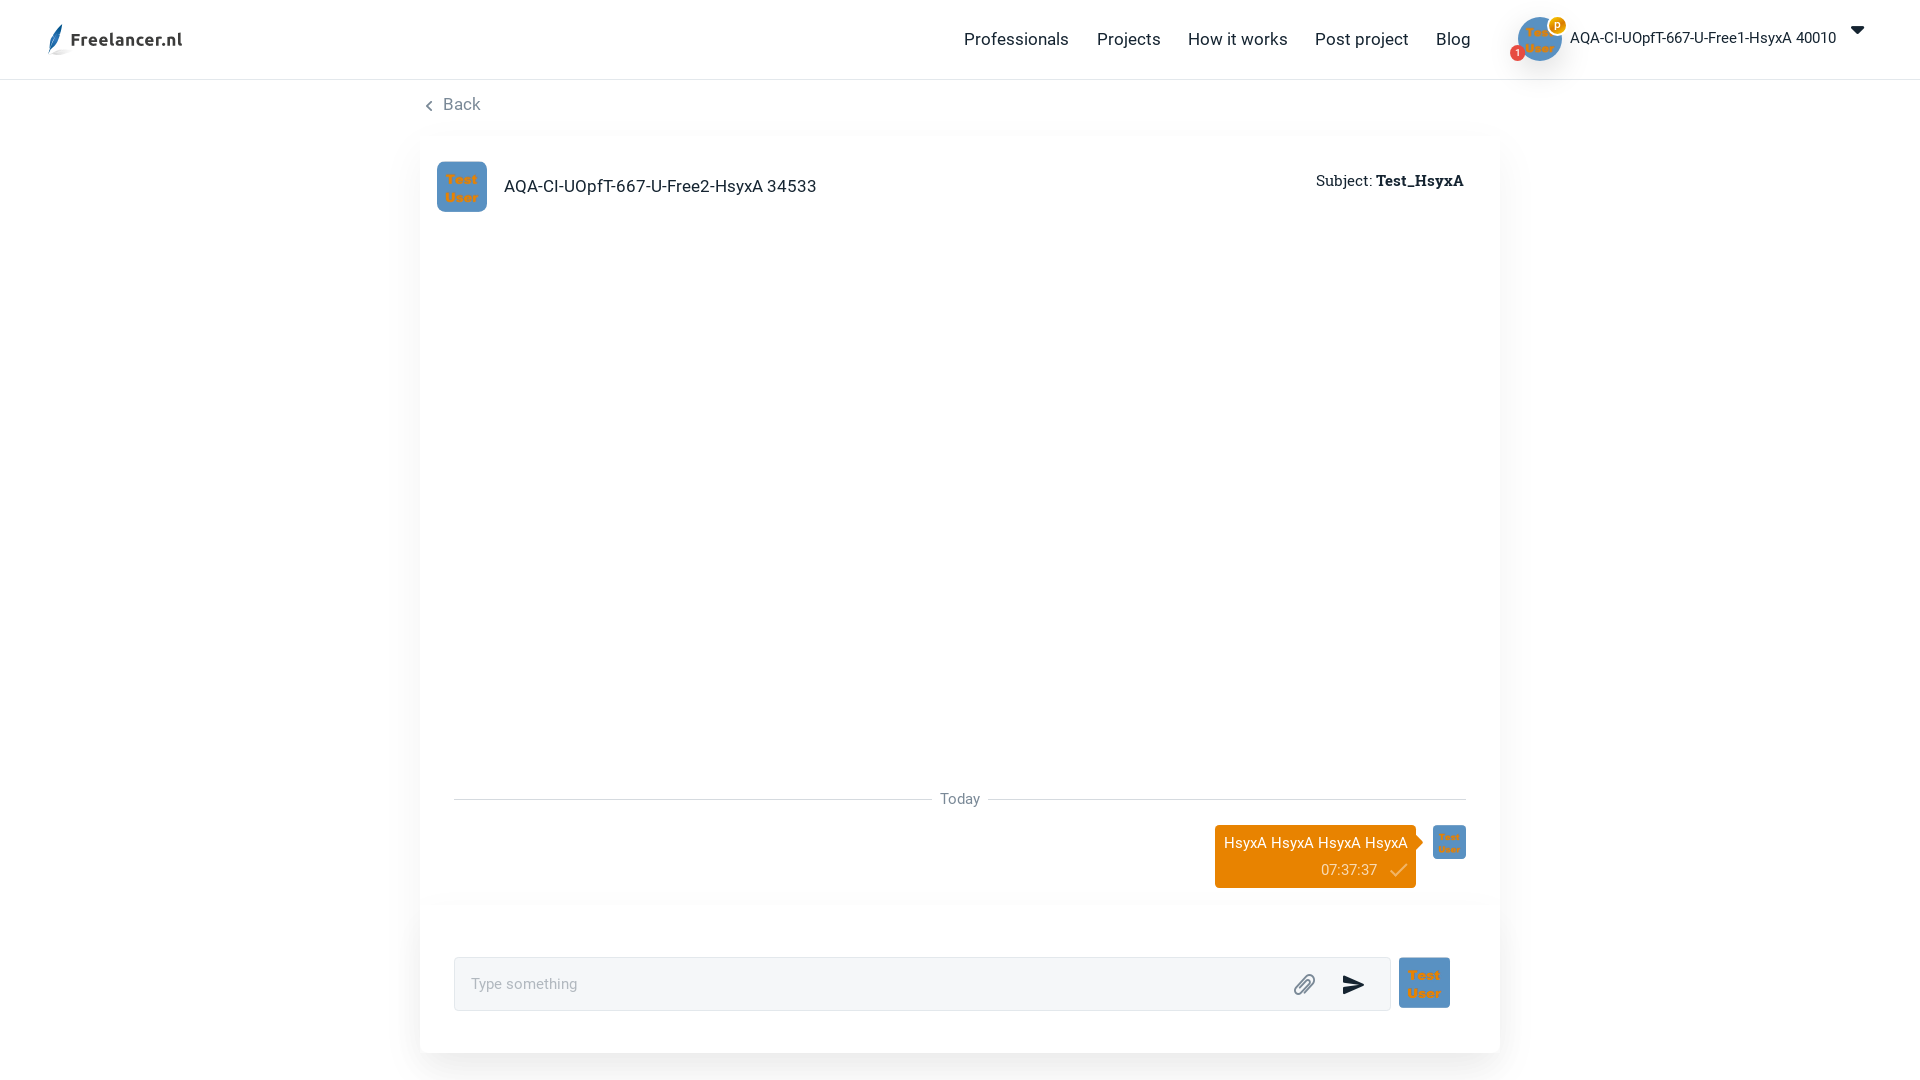 Freelancer.nl
Professionals
Projects
How it works
Post project
Blog
Test
User
p
1
AQA-CI-UOpfT-667-U-Free1-HsyxA 40010
Back
Test
User
AQA-CI-UOpfT-667-U-Free2-HsyxA 34533
Subject: Test_HsyxA
Today
HsyxA HsyxA HsyxA HsyxA
07:37:37
Test
User
Type something
Test
User